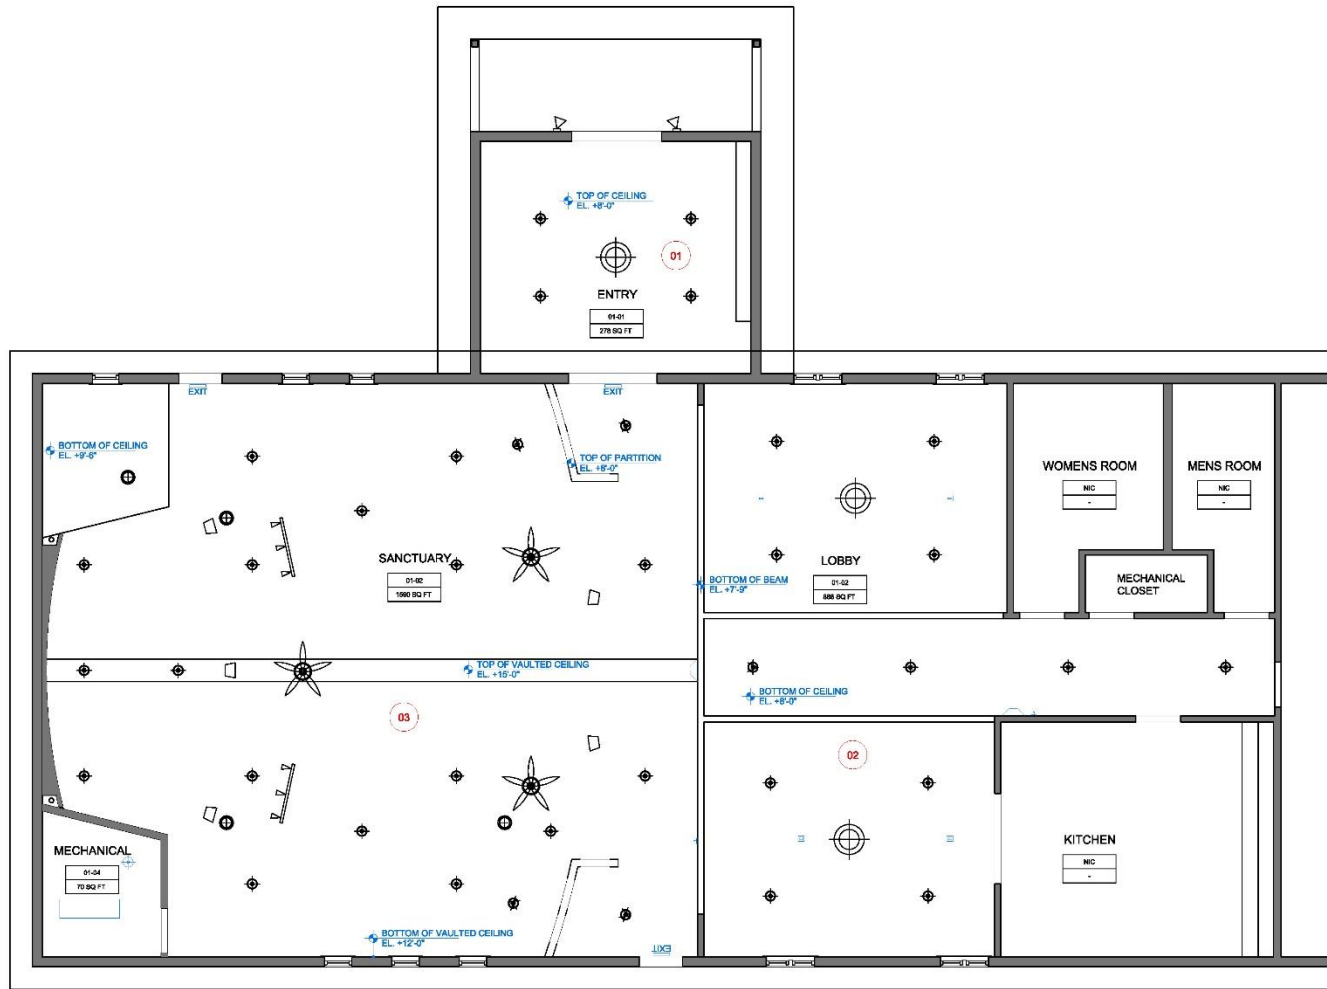 TOP OF CEILING
EL. +8'-0"
01
ENTRY
01-01
278 SQ FT
EXIT
EXIT
BOTTOM OF CEILING
EL. +9'-6"
TOP OF PARTITION
EL. +8'-0"
WOMENS ROOM
NIC
-
MENS ROOM
NIC
-
SANCTUARY
01-02
1590 SQ FT
LOBBY
01-02
888 SQ FT
BOTTOM OF BEAM
EL. +7'-9"
MECHANICAL
CLOSET
TOP OF VAULTED CEILING
EL. +15'-0"
BOTTOM OF CEILING
EL. +8'-0"
03
02
MECHANICAL
01-04
70 SQ FT
KITCHEN
NIC
-
BOTTOM OF VAULTED CEILING
EL. +12'-0"
EXIT